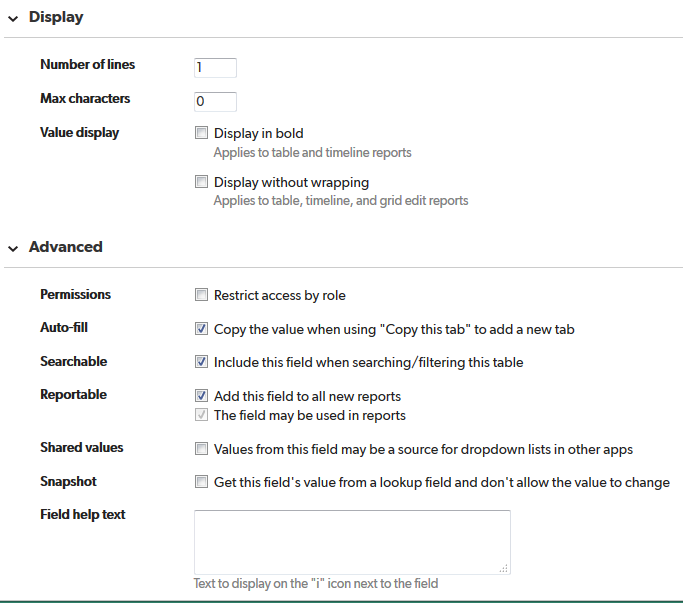 Display
Number of lines 1
Max characters 0
Value display Display in bold
Applies to table and timeline reports
Display without wrapping
Applies to table, timeline, and grid edit reports
Advanced
Permissions Restrict access by role
Auto-fill Copy the value when using "Copy this tab" to add a new tab
Searchable Include this field when searching/filtering this table
Reportable Add this field to all new reports
The field may be used in reports
Shared values Values from this field may be a source for dropdown lists in other apps
Snapshot Get this field's value from a lookup field and don't allow the value to change
Field help text
Text to display on the "i" icon next to the field